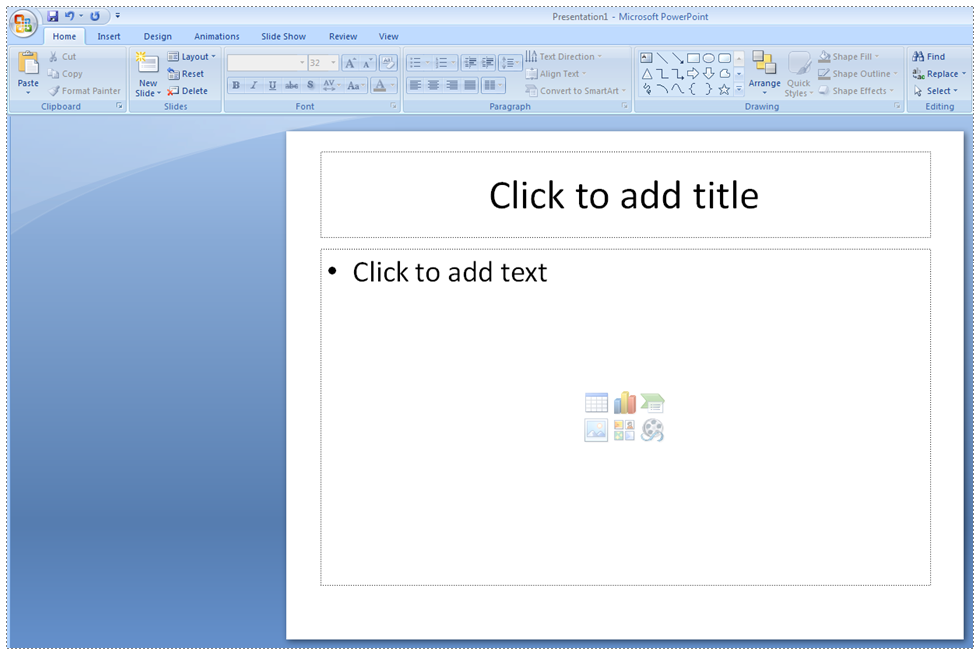 Presentation1 - Microsoft PowerPoint
Home Insert Design Animations Slide Show Review View
Cut
Copy
Format Painter
Paste
Clipboard
New Slide
Layout
Reset
Delete
Slides
32
B I U abc S AV Aa A
Font
Text Direction
Align Text
Convert to SmartArt
Paragraph
Arrange
Quick Styles
Shape Fill
Shape Outline
Shape Effects
Drawing
Find
Replace
Select
Editing
Click to add title
• Click to add text